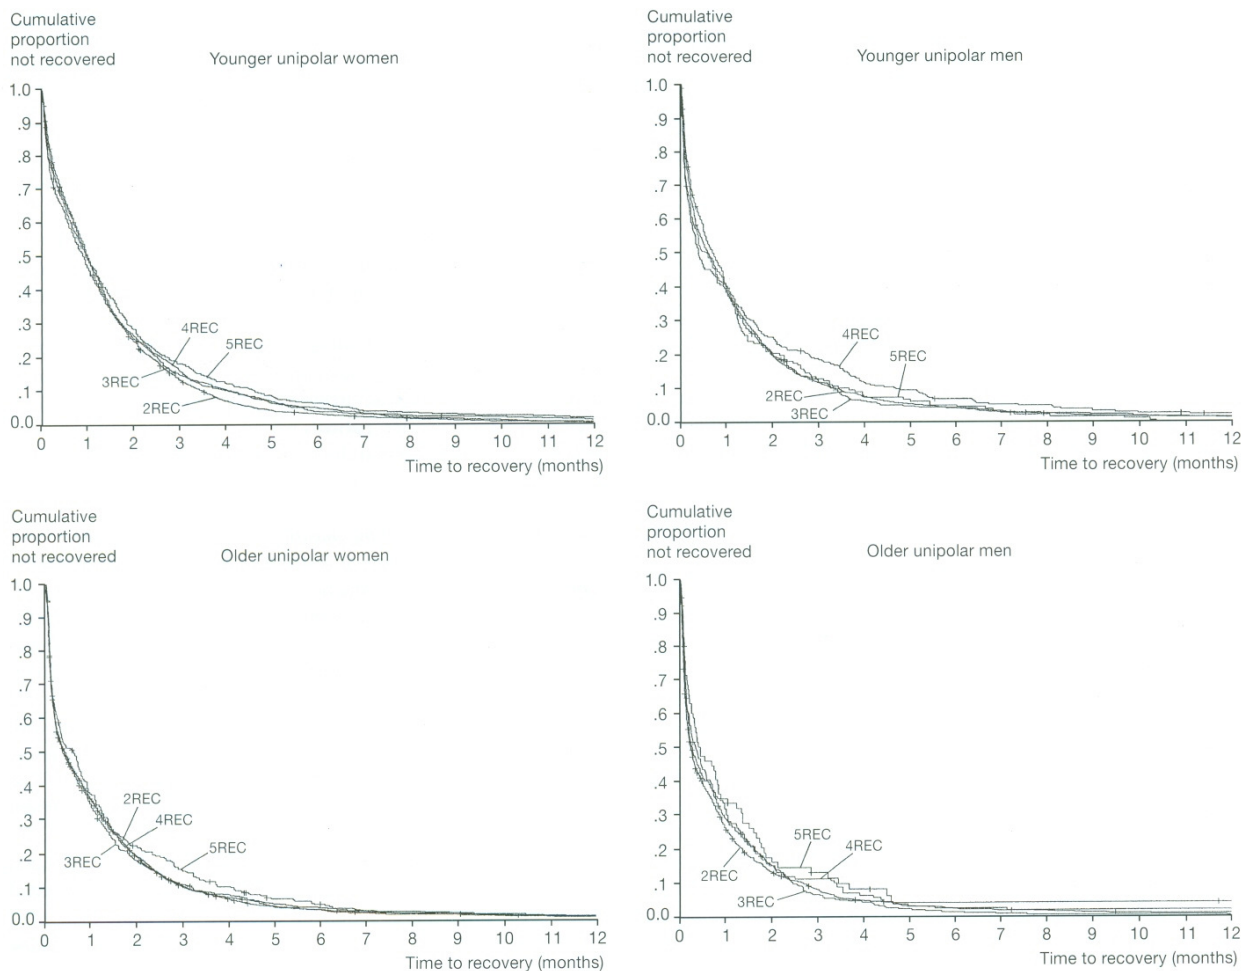 Cumulative
proportion
not recovered
Younger unipolar women
1.0
.9
.8
.7
.6
.5
.4
.3
.2
.1
0.0
4REC
5REC
3REC
2REC
0 1 2 3 4 5 6 7 8 9 10 11 12
Time to recovery (months)
Cumulative
proportion
not recovered
Younger unipolar men
1.0
.9
.8
.7
.6
.5
.4
.3
.2
.1
0.0
4REC
5REC
2REC
3REC
0 1 2 3 4 5 6 7 8 9 10 11 12
Time to recovery (months)
Cumulative
proportion
not recovered
Older unipolar women
1.0
.9
.8
.7
.6
.5
.4
.3
.2
.1
0.0
2REC
4REC
3REC
5REC
0 1 2 3 4 5 6 7 8 9 10 11 12
Time to recovery (months)
Cumulative
proportion
not recovered
Older unipolar men
1.0
.9
.8
.7
.6
.5
.4
.3
.2
.1
0.0
5REC
4REC
2REC
3REC
0 1 2 3 4 5 6 7 8 9 10 11 12
Time to recovery (months)